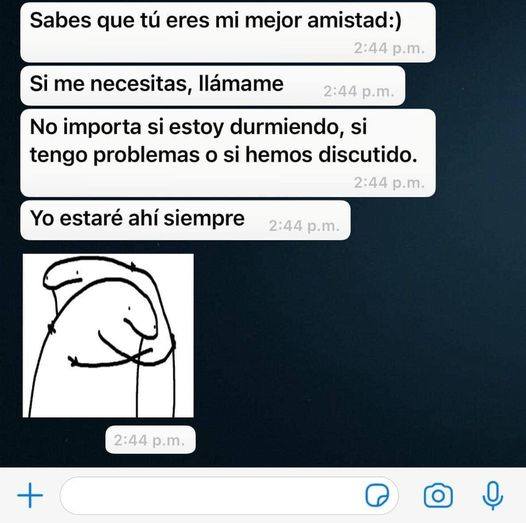 Sabes que tú eres mi mejor amistad:)
2:44 p.m.
Si me necesitas, llámame
2:44 p.m.
No importa si estoy durmiendo, si
tengo problemas o si hemos discutido.
2:44 p.m.
Yo estaré ahí siempre
2:44 p.m.
2:44 p.m.